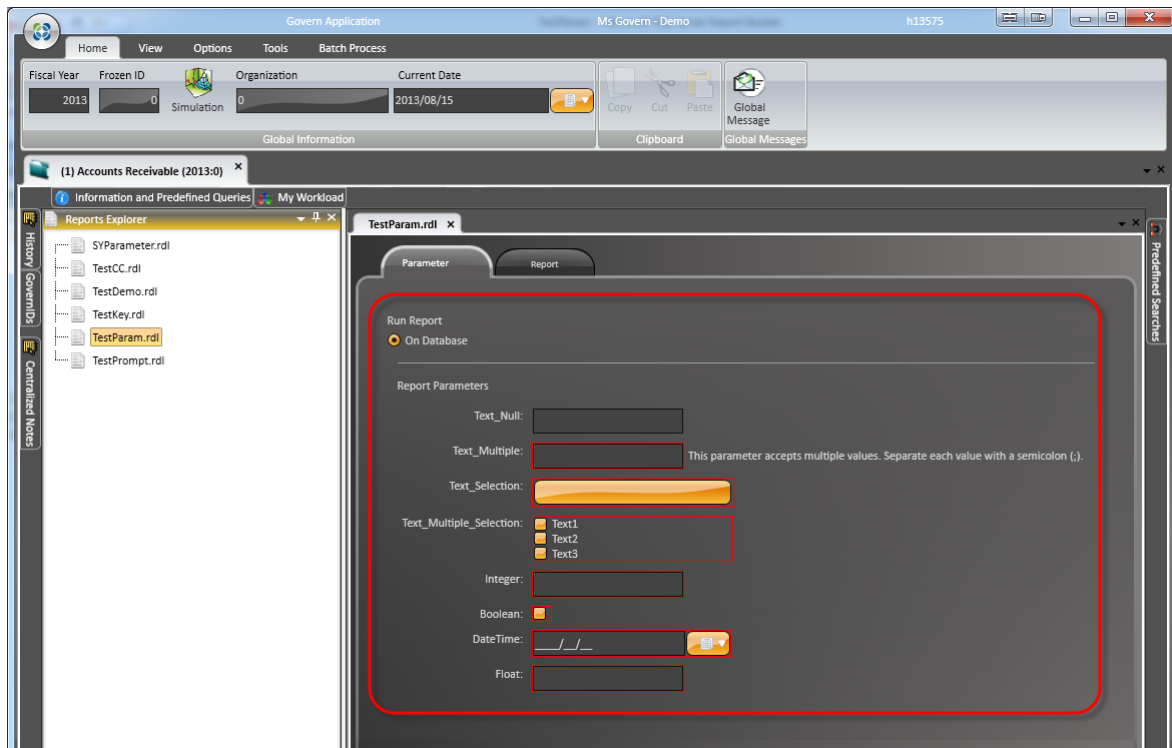 Govern Application
Ms Govern - Demo
h13575
Home View Options Tools Batch Process
Fiscal Year Frozen ID Organization Current Date
2013 0 Simulation 0 2013/08/15
Copy Cut Paste Global Message
Global Information Clipboard Global Messages
(1) Accounts Receivable (2013:0)
Information and Predefined Queries My Workload
Reports Explorer
SYParameter.rdl
TestCC.rdl
TestDemo.rdl
TestKey.rdl
TestParam.rdl
TestPrompt.rdl
History
GovernIDs
Centralized Notes
TestParam.rdl
Parameter Report
Run Report
On Database
Report Parameters
Text_Null:
Text_Multiple: This parameter accepts multiple values. Separate each value with a semicolon (;).
Text_Selection:
Text_Multiple_Selection: Text1
Text2
Text3
Integer:
Boolean:
DateTime: ____/__/__
Float:
Predefined Searches